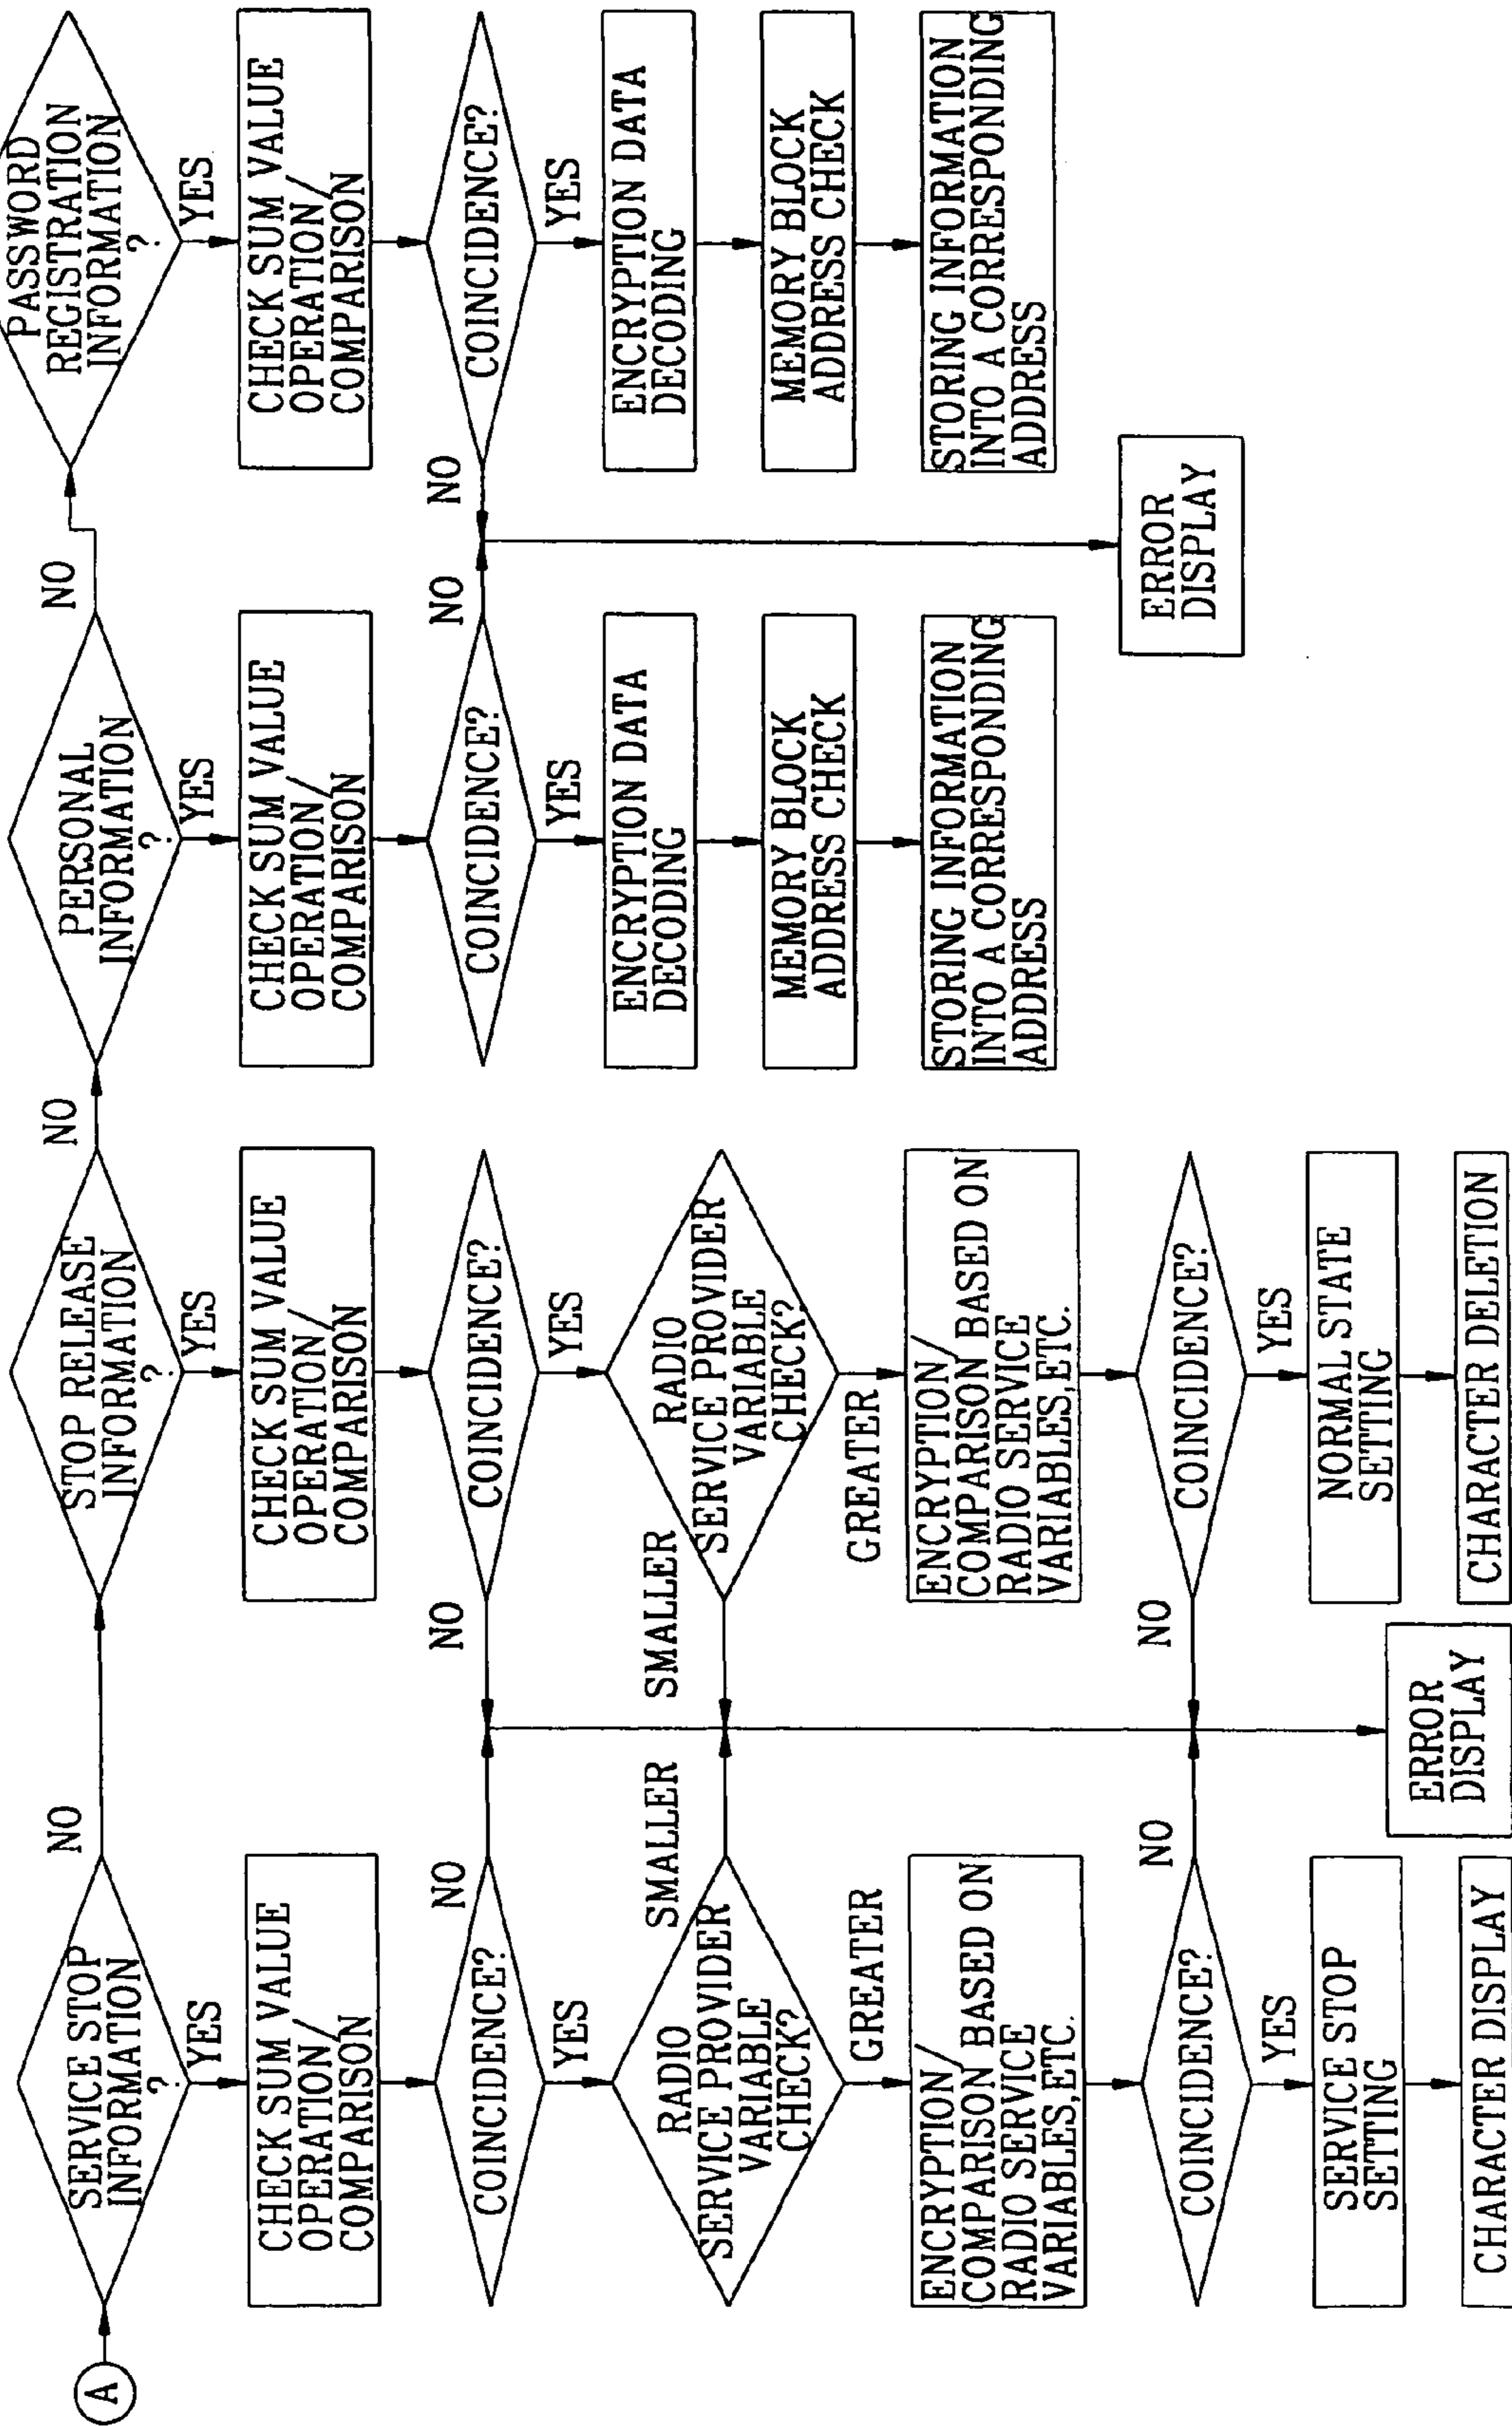 A
SERVICE STOP
INFORMATION
?
NO
YES
CHECK SUM VALUE
OPERATION/
COMPARISON
COINCIDENCE?
NO
YES
RADIO
SERVICE PROVIDER
VARIABLE
CHECK?
SMALLER
GREATER
ENCRYPTION/
COMPARISON BASED ON
RADIO SERVICE
VARIABLES,ETC.
COINCIDENCE?
NO
YES
SERVICE STOP
SETTING
CHARACTER DISPLAY
STOP RELEASE
INFORMATION
?
NO
YES
CHECK SUM VALUE
OPERATION/
COMPARISON
COINCIDENCE?
NO
YES
RADIO
SERVICE PROVIDER
VARIABLE
CHECK?
SMALLER
GREATER
ENCRYPTION/
COMPARISON BASED ON
RADIO SERVICE
VARIABLES,ETC.
COINCIDENCE?
NO
YES
NORMAL STATE
SETTING
CHARACTER DELETION
ERROR
DISPLAY
PERSONAL
INFORMATION
?
NO
YES
CHECK SUM VALUE
OPERATION/
COMPARISON
COINCIDENCE?
NO
YES
ENCRYPTION DATA
DECODING
MEMORY BLOCK
ADDRESS CHECK
STORING INFORMATION
INTO A CORRESPONDING
ADDRESS
PASSWORD
REGISTRATION
INFORMATION
?
YES
CHECK SUM VALUE
OPERATION/
COMPARISON
COINCIDENCE?
NO
YES
ENCRYPTION DATA
DECODING
MEMORY BLOCK
ADDRESS CHECK
STORING INFORMATION
INTO A CORRESPONDING
ADDRESS
ERROR
DISPLAY